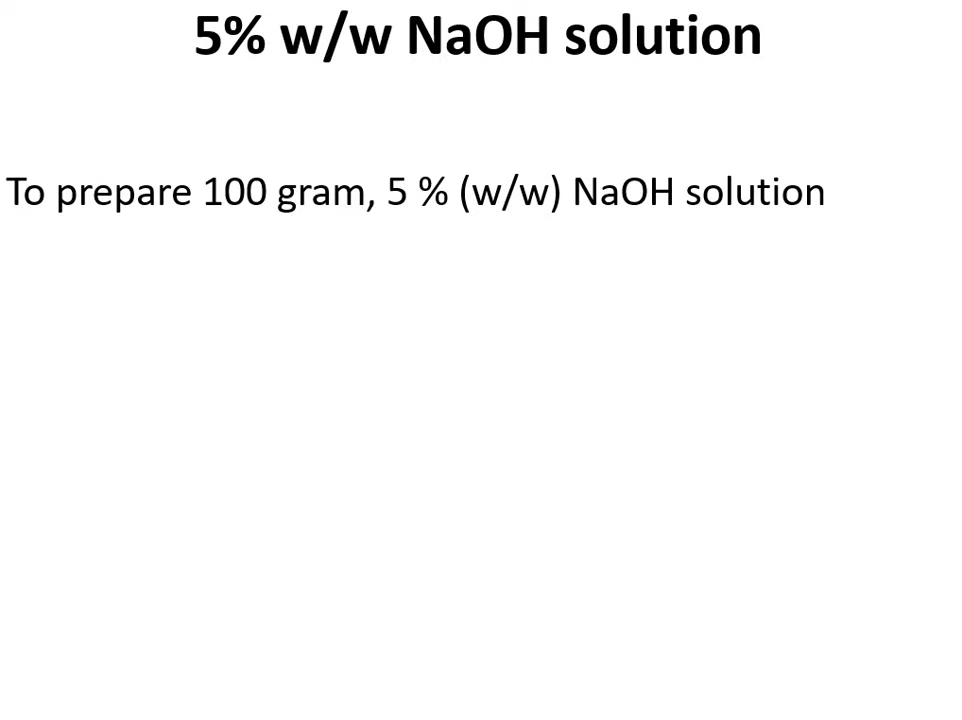 5% w/w NaOH solution
To prepare 100 gram, 5 % (w/w) NaOH solution